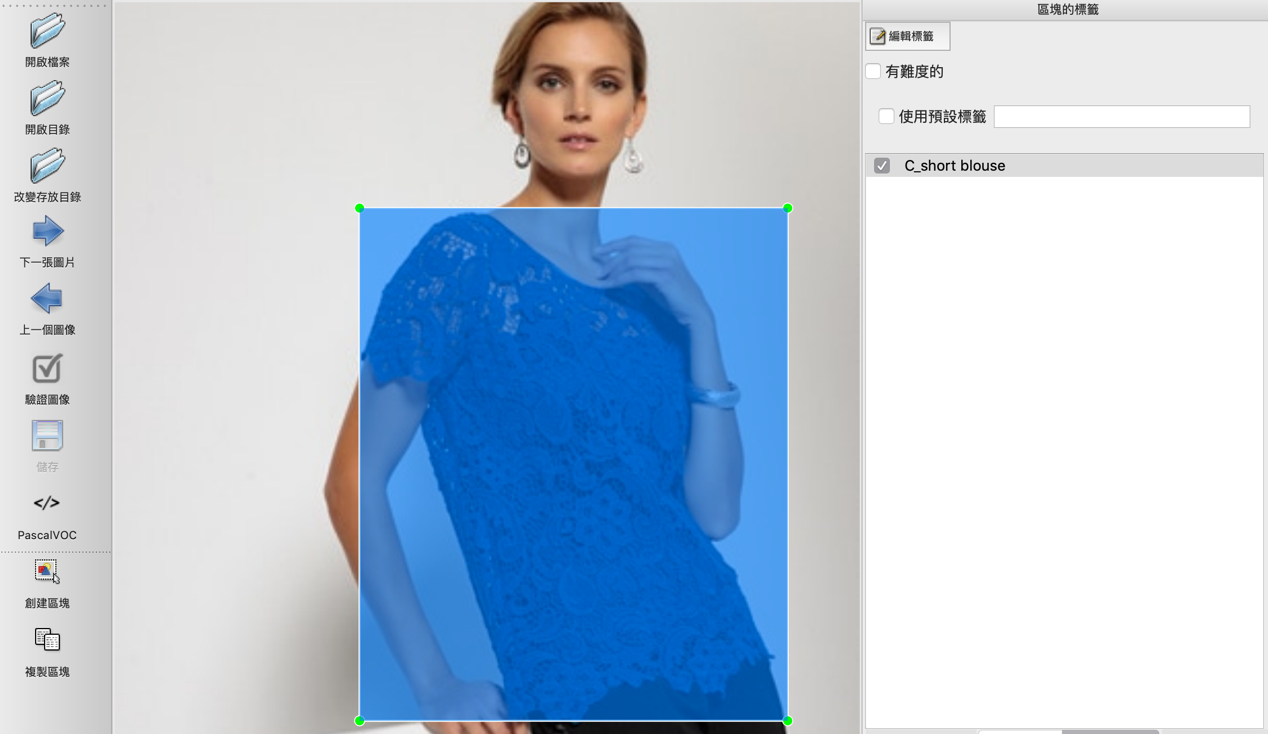 開啟檔案
開啟目錄
改變存放目錄
下一張圖片
上一個圖像
驗證圖像
儲存
</>
PascalVOC
創建區塊
複製區塊
區塊的標籤
編輯標籤
有難度的
使用預設標籤
C_short blouse